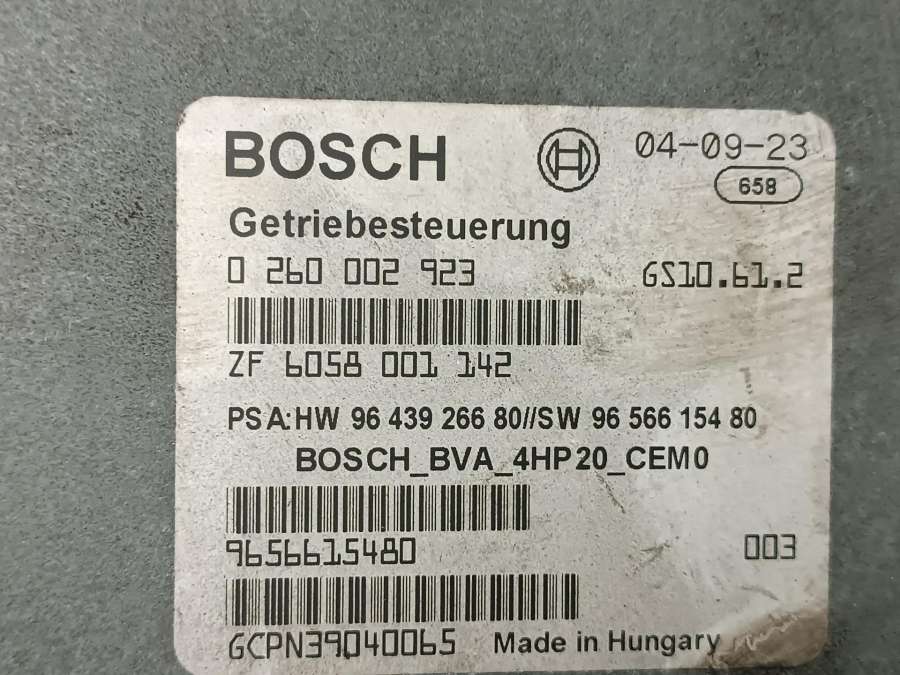 BOSCH 04-09-23
658
Getriebesteuerung
0 260 002 923 GS10.61.2
ZF 6058 001 142
PSA:HW 96 439 266 80//SW 96 566 154 80
BOSCH_BVA_4HP20_CEM0
9656615480 003
GCPN39040065 Made in Hungary